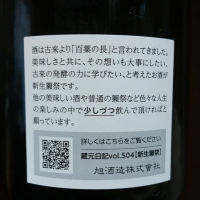 酒は古来より「百薬の長」と言われてきました。
美味しさと共に、その想いも大事にしたい、
古来の発酵の力に学びたい、と考えたお酒が
新生獺祭です。
他の美味しい酒や普通の獺祭など色々な人生
の楽しみの中で少しづつ飲んで頂ければと
願っています。
詳しくはこちらをご覧ください
蔵元日記vol.504【新生獺祭】
旭酒造株式会社